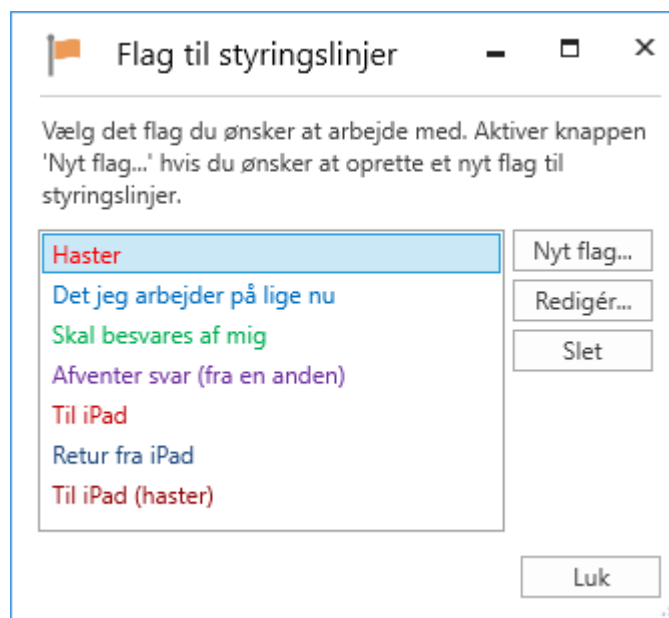 Flag til styringslinjer
Vælg det flag du ønsker at arbejde med. Aktiver knappen
'Nyt flag...' hvis du ønsker at oprette et nyt flag til
styringslinjer.
Haster
Det jeg arbejder på lige nu
Skal besvares af mig
Afventer svar (fra en anden)
Til iPad
Retur fra iPad
Til iPad (haster)
Nyt flag...
Redigér...
Slet
Luk